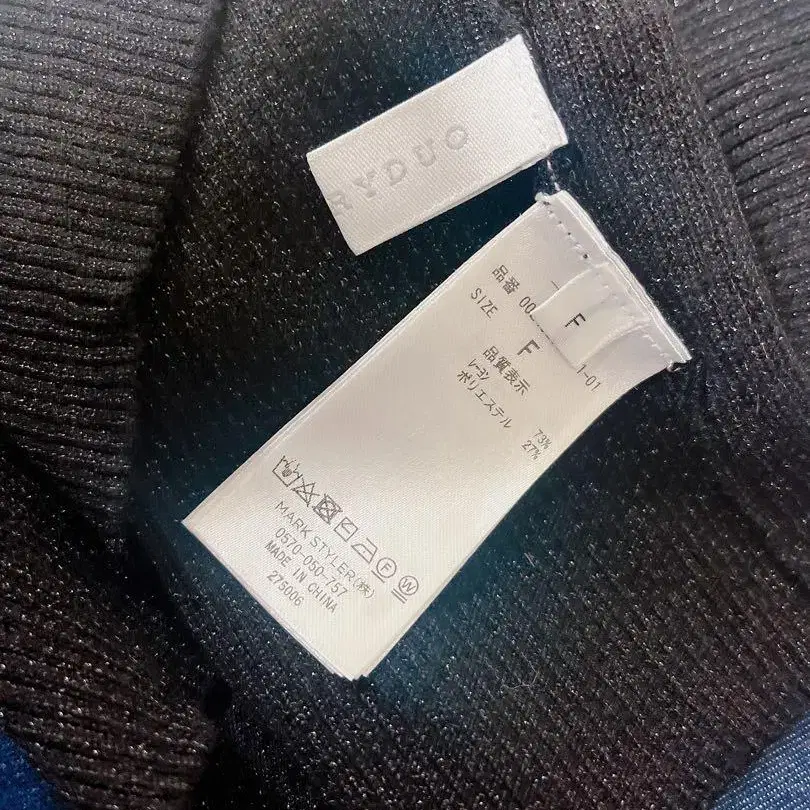 RYDUO
F
品番 00
1-01
SIZE F
品質表示
レーヨン 73%
ポリエステル 27%
MARK STYLER(株)
0570-050-757
MADE IN CHINA
275006